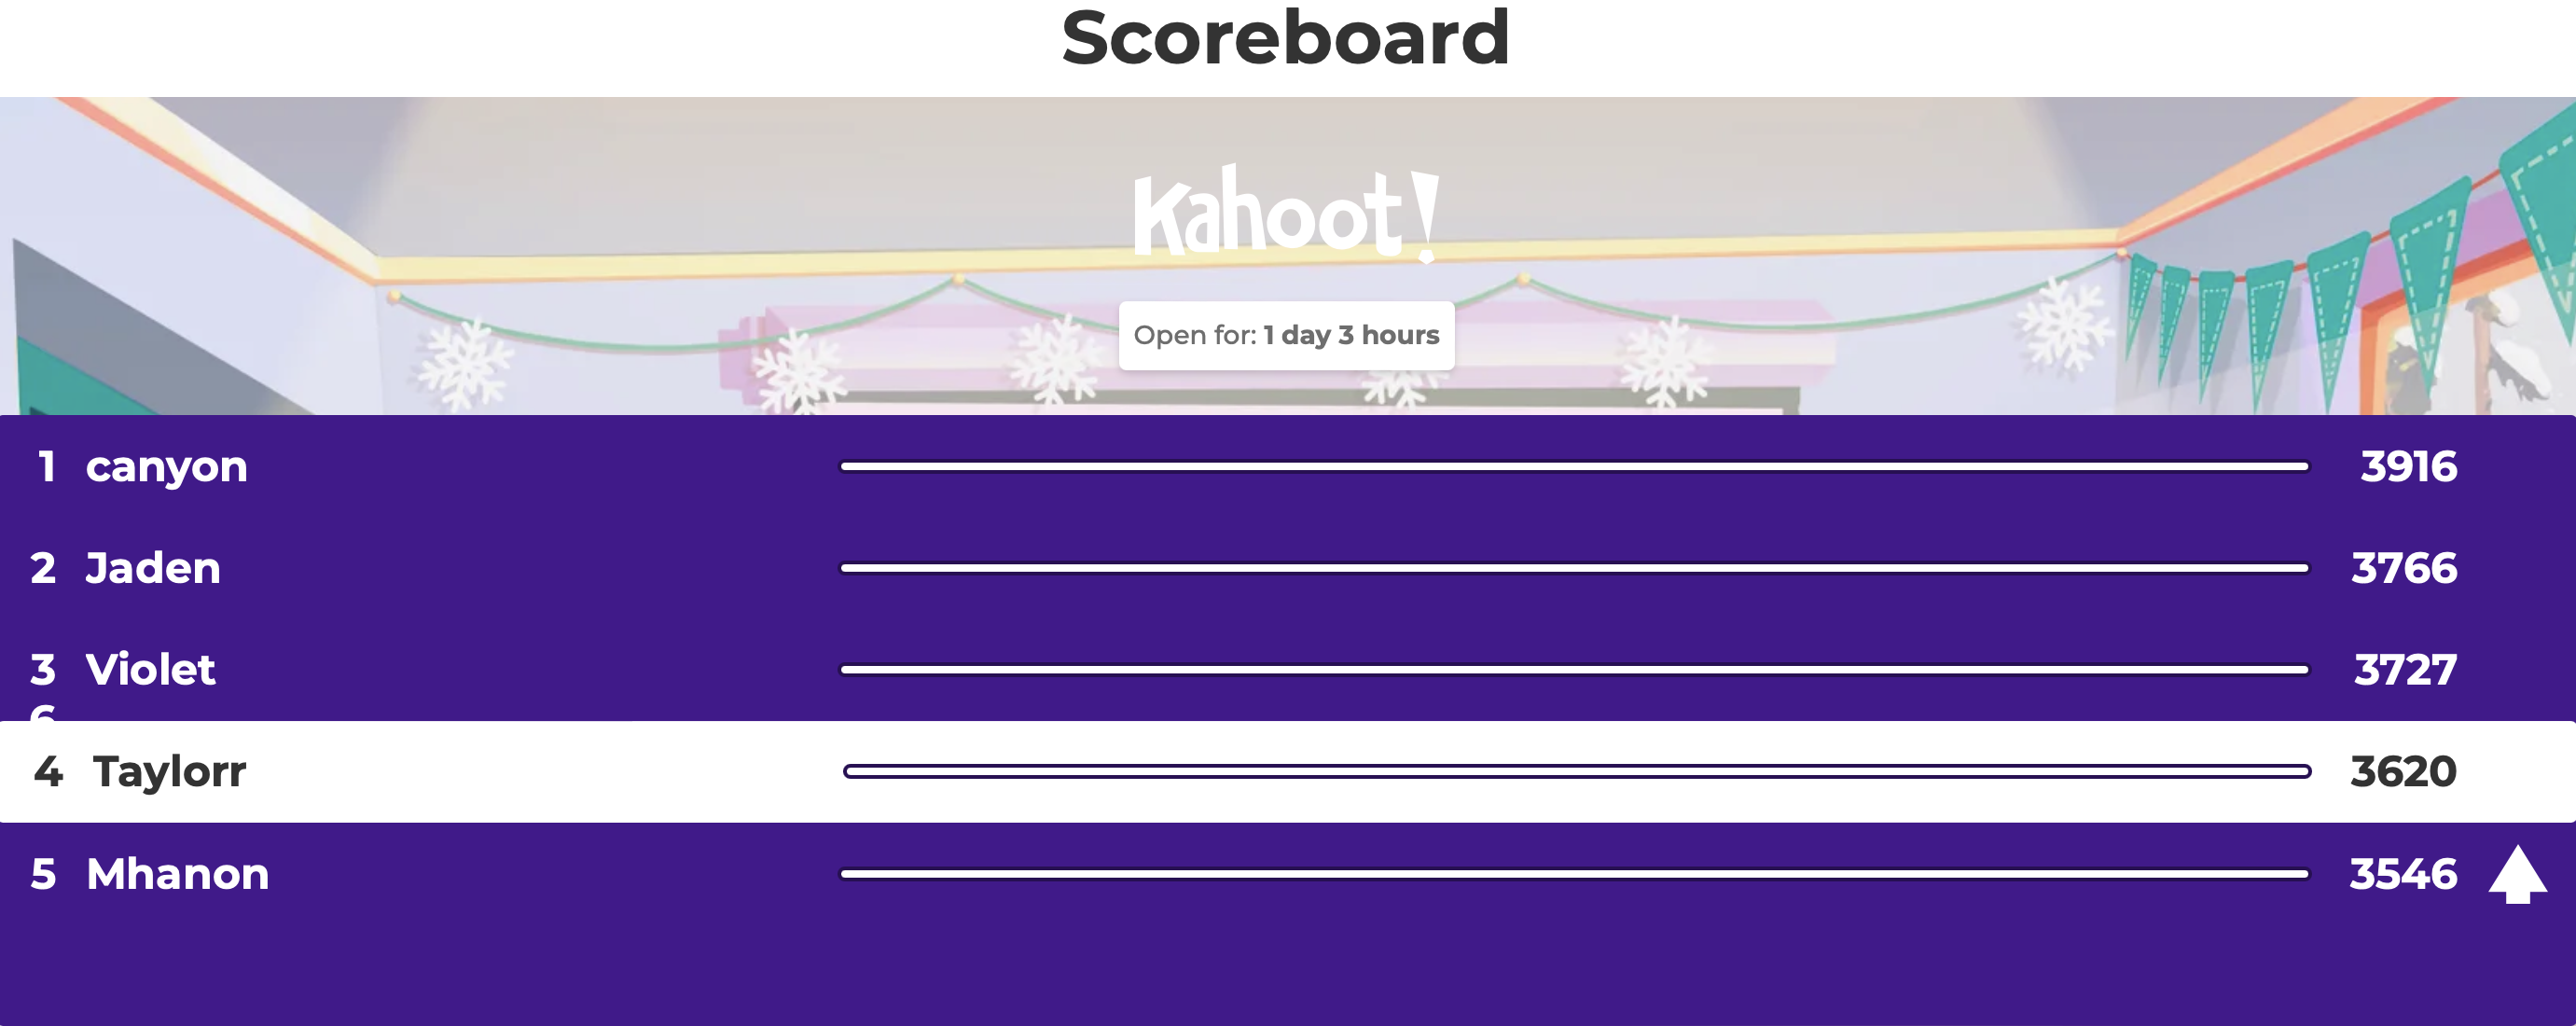 Scoreboard
Kahoot!
Open for: 1 day 3 hours
1 canyon 3916
2 Jaden 3766
3 Violet 3727
4 Taylorr 3620
5 Mhanon 3546